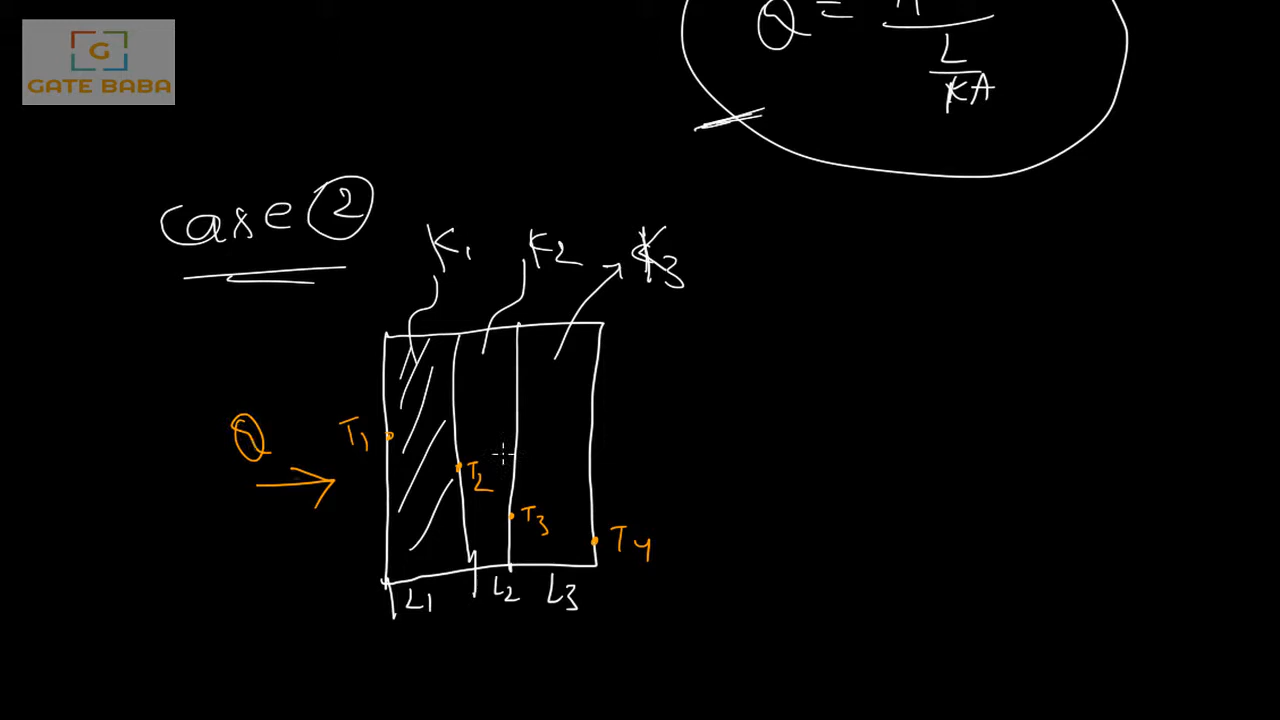 Q =
L
KA
G
GATE BABA
Case 2
K1 K2 K3
Q
T1
T2
T3
T4
L1 L2 L3